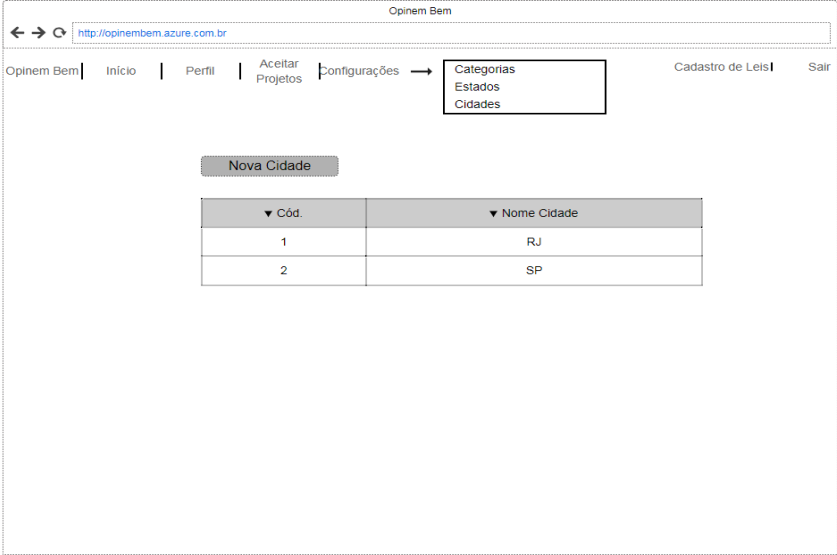 Opinem Bem
http://opinembem.azure.com.br
Opinem Bem Início Perfil Aceitar Projetos Configurações Cadastro de Leis Sair
Categorias
Estados
Cidades
Nova Cidade
Cód. Nome Cidade
1 RJ
2 SP